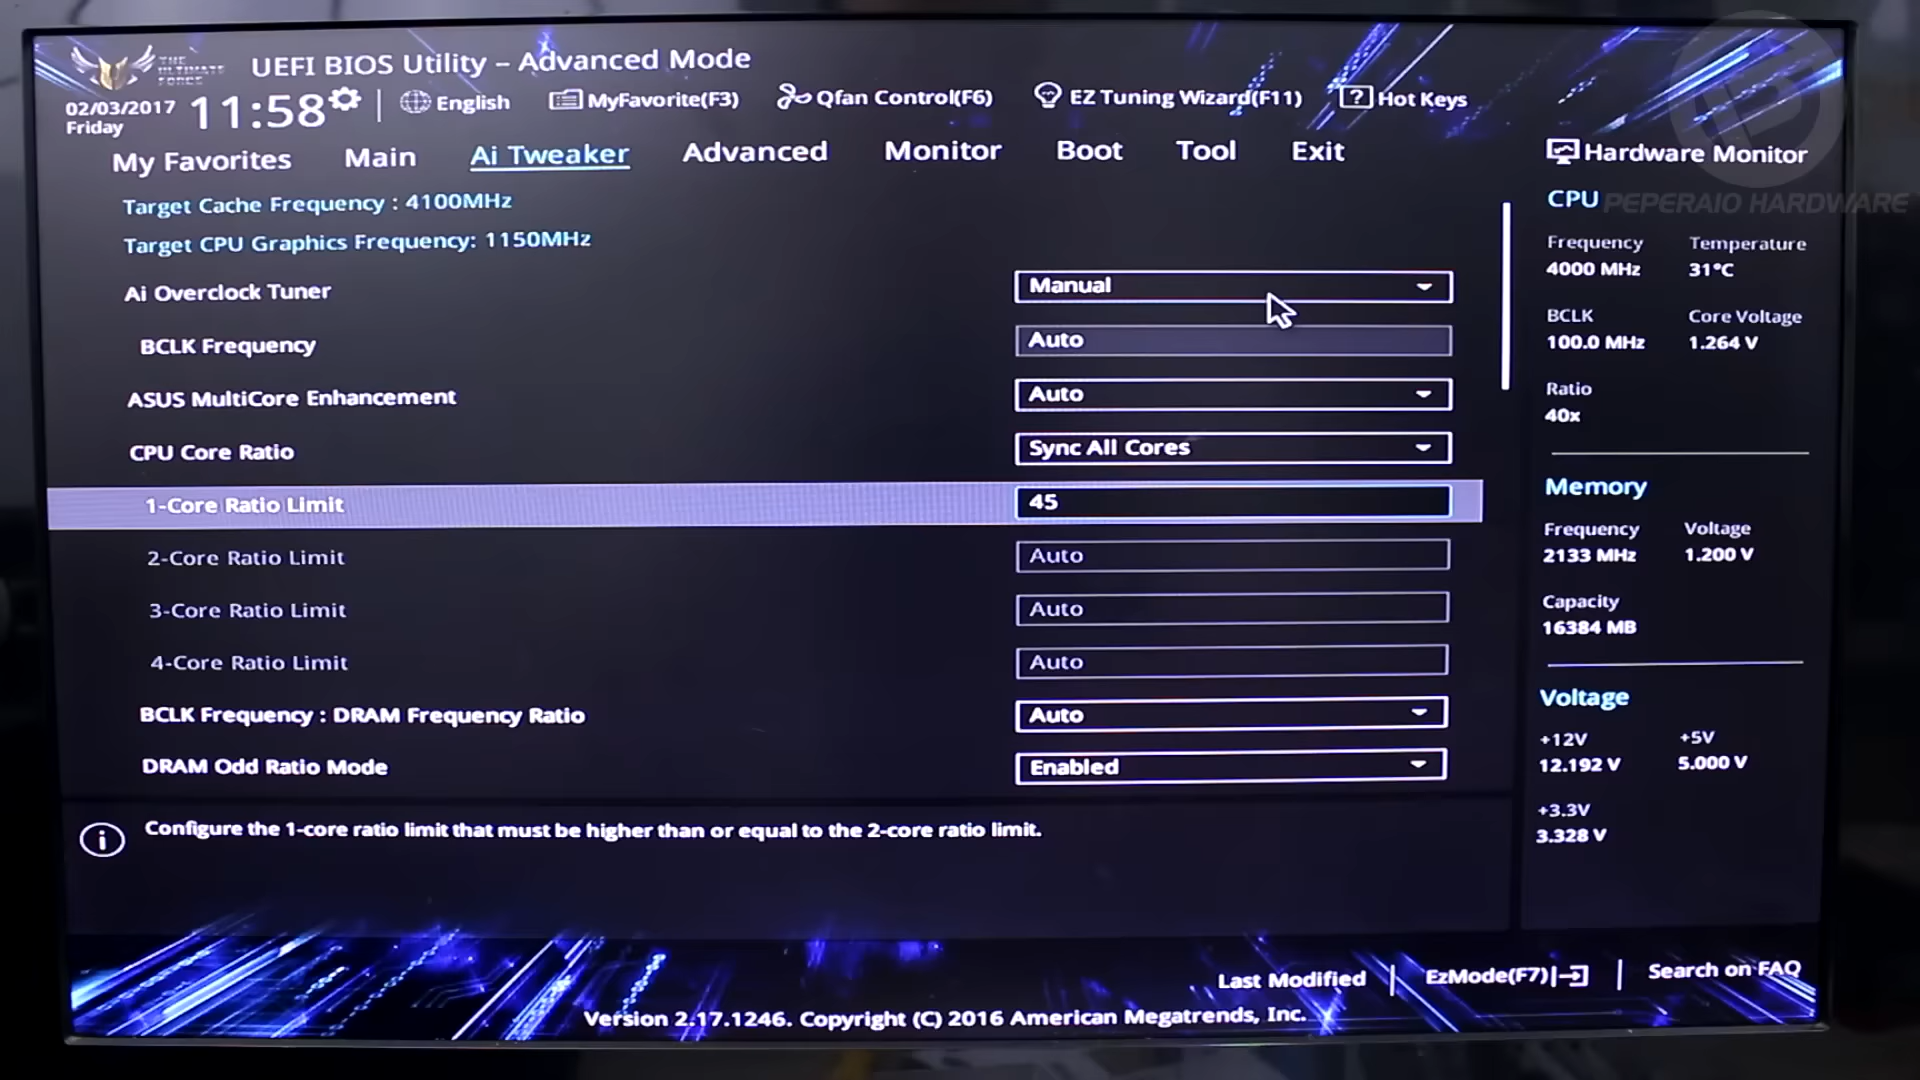 THE
ULTIMATE
FORCE
UEFI BIOS Utility – Advanced Mode
02/03/2017
Friday
11:58
English
MyFavorite(F3)
Qfan Control(F6)
EZ Tuning Wizard(F11)
? Hot Keys
My Favorites
Main
Ai Tweaker
Advanced
Monitor
Boot
Tool
Exit
Target Cache Frequency : 4100MHz
Target CPU Graphics Frequency: 1150MHz
Ai Overclock Tuner Manual
BCLK Frequency Auto
ASUS MultiCore Enhancement Auto
CPU Core Ratio Sync All Cores
1-Core Ratio Limit 45
2-Core Ratio Limit Auto
3-Core Ratio Limit Auto
4-Core Ratio Limit Auto
BCLK Frequency : DRAM Frequency Ratio Auto
DRAM Odd Ratio Mode Enabled
i Configure the 1-core ratio limit that must be higher than or equal to the 2-core ratio limit.
Hardware Monitor
CPU
PEPERAIO HARDWARE
Frequency Temperature
4000 MHz 31°C
BCLK Core Voltage
100.0 MHz 1.264 V
Ratio
40x
Memory
Frequency Voltage
2133 MHz 1.200 V
Capacity
16384 MB
Voltage
+12V +5V
12.192 V 5.000 V
+3.3V
3.328 V
Last Modified
EzMode(F7)
Search on FAQ
Version 2.17.1246. Copyright (C) 2016 American Megatrends, Inc.